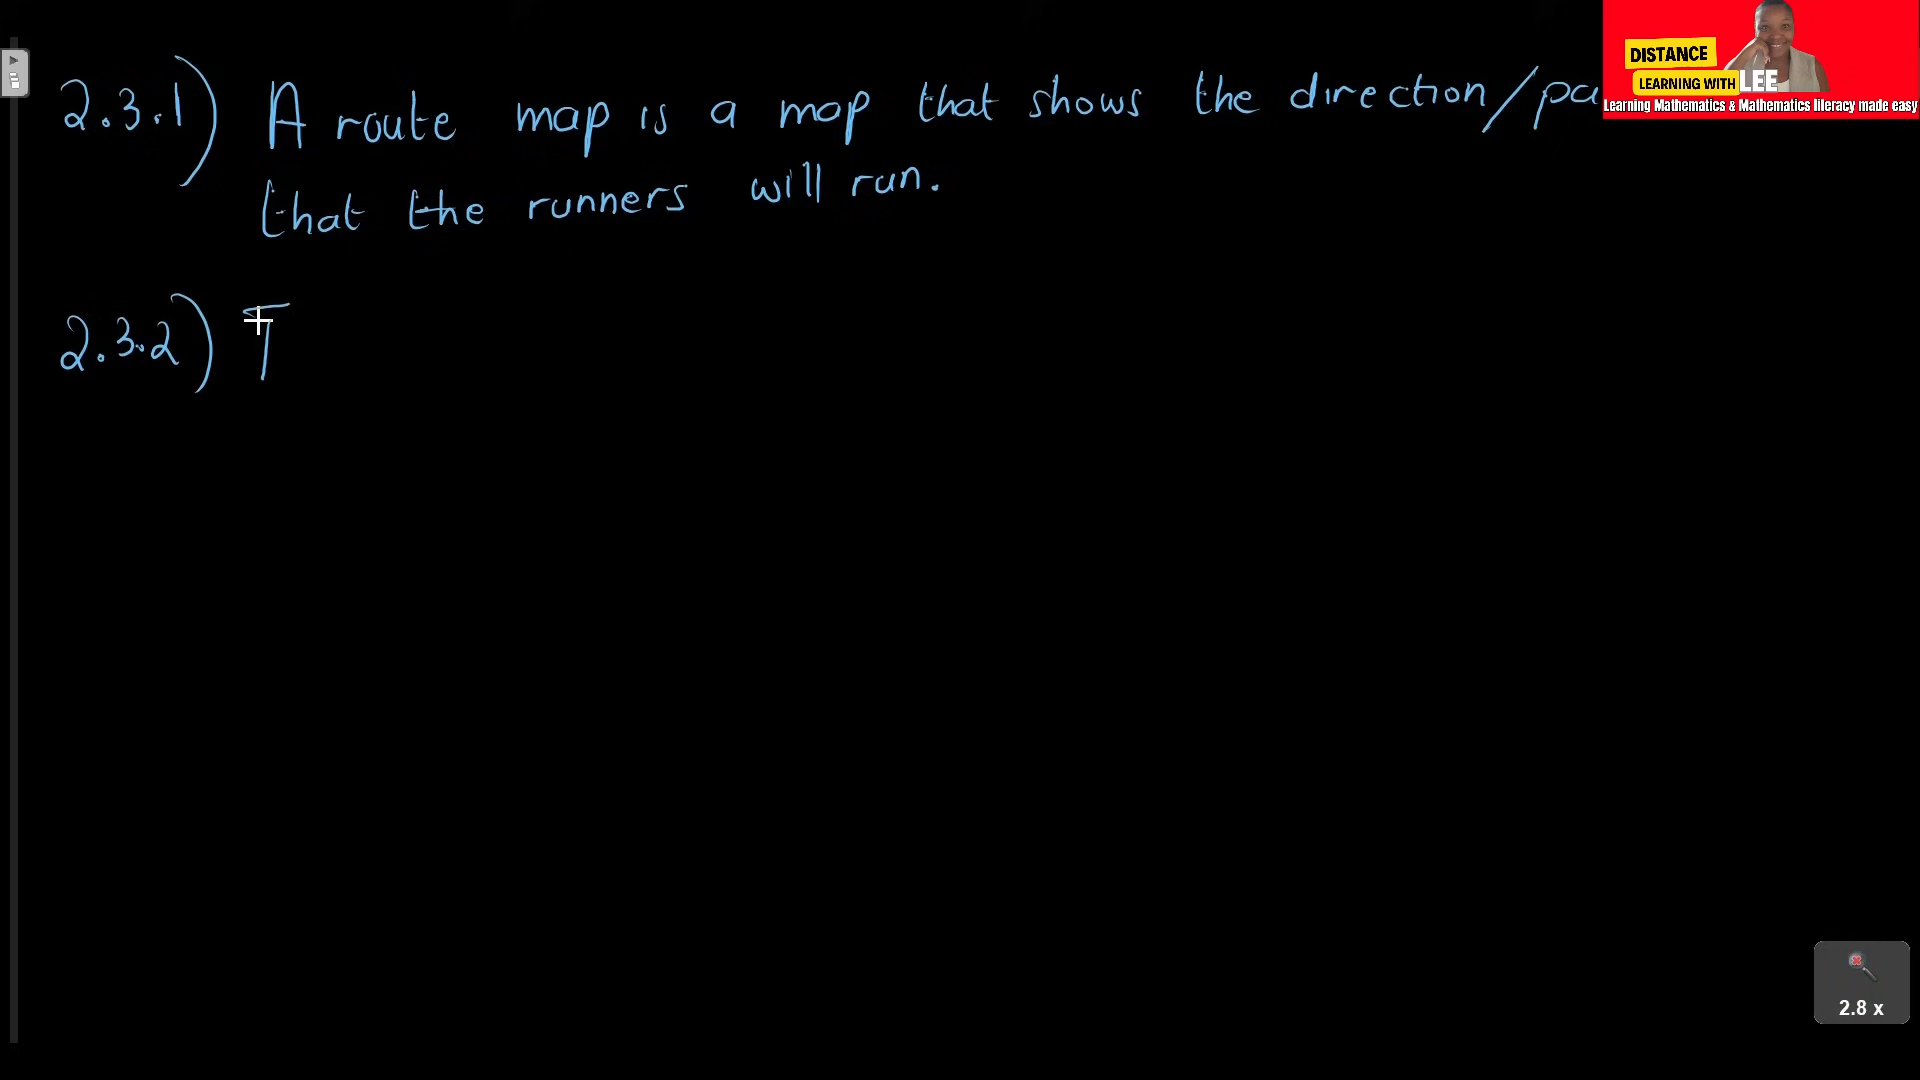 2.3.1) A route map is a map that shows the direction/pa
that the runners will run.
2.3.2) T
DISTANCE
LEARNING WITH LEE
Learning Mathematics & Mathematics literacy made easy
2.8 x